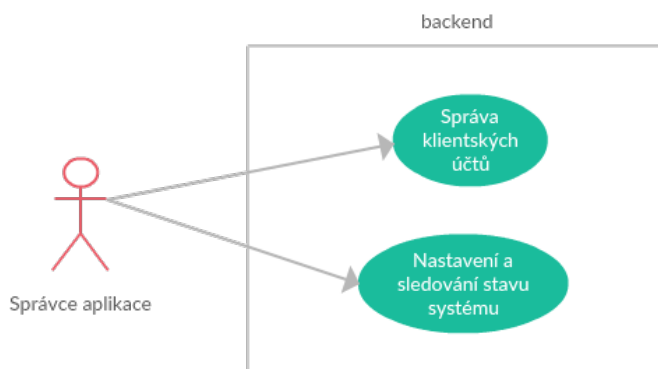 backend
Správa
klientských
účtů
Nastavení a
sledování stavu
systému
Správce aplikace